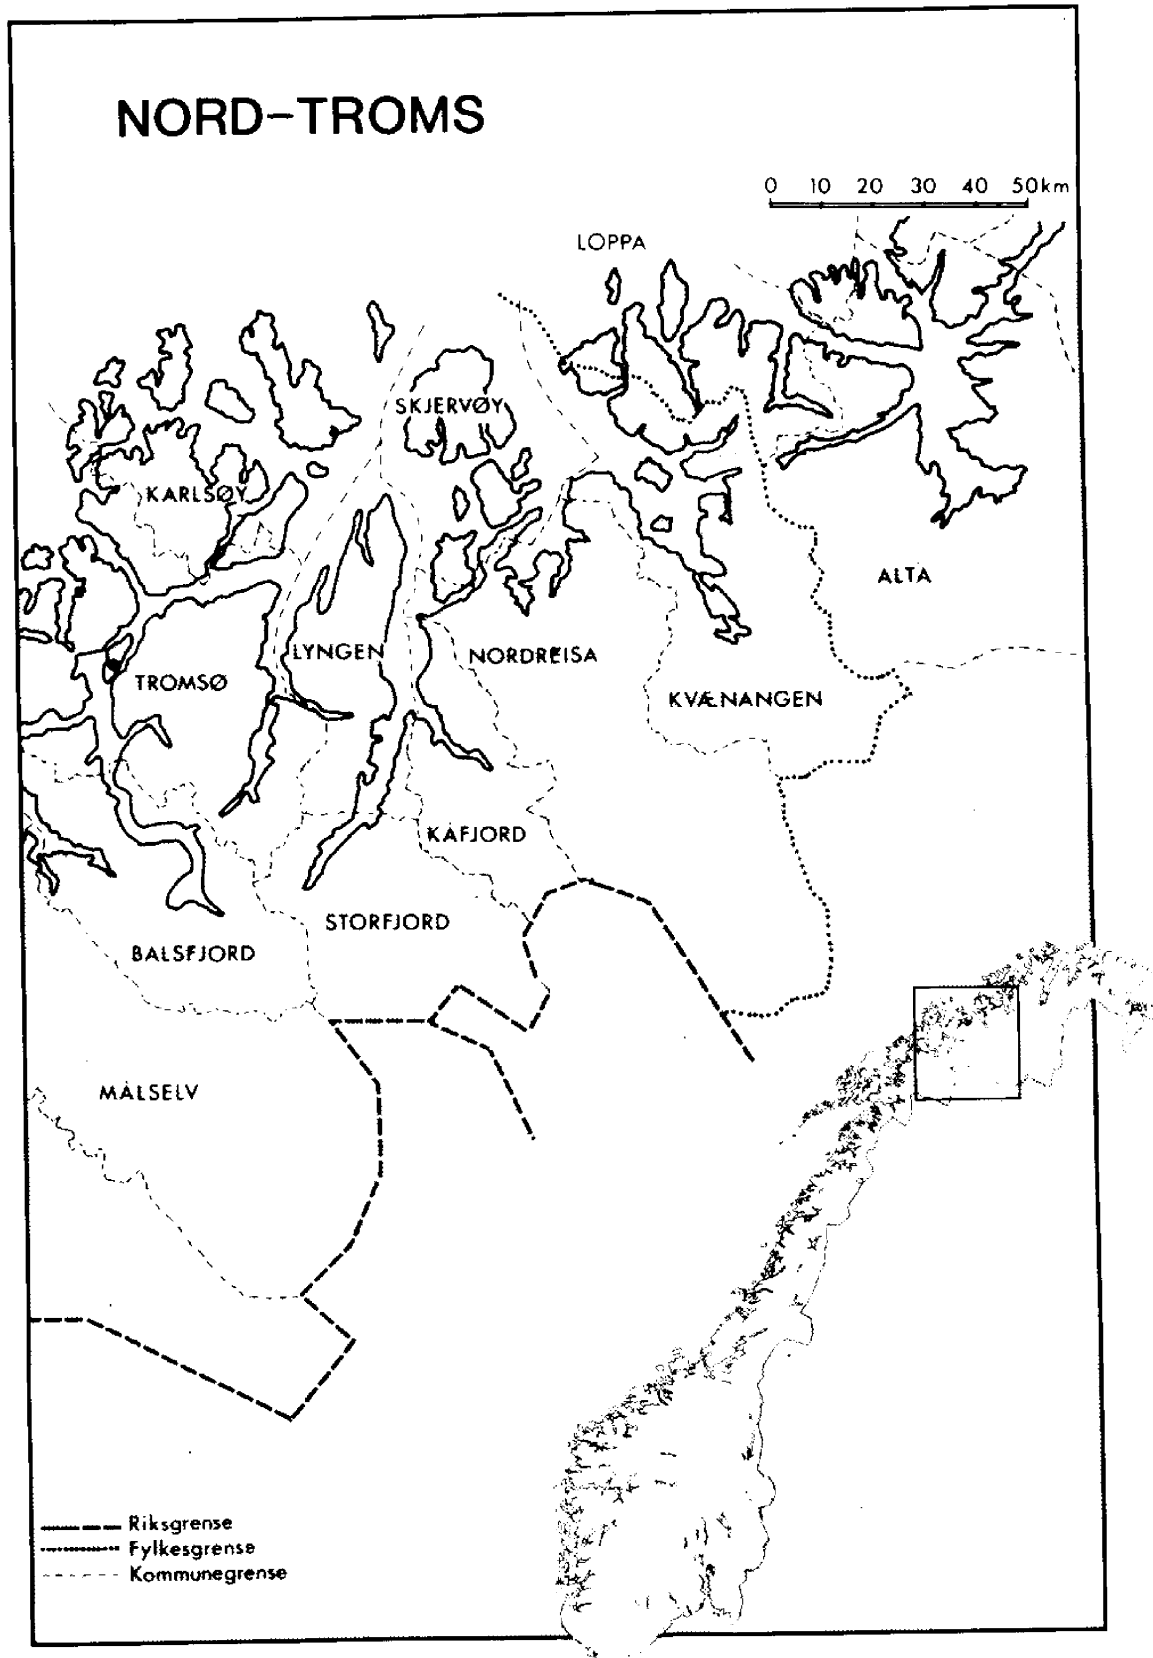 NORD-TROMS
0 10 20 30 40 50km
LOPPA
SKJERVØY
KARLSØY
ALTA
LYNGEN
NORDREISA
TROMSØ
KVÆNANGEN
KÅFJORD
STORFJORD
BALSFJORD
MÅLSELV
Riksgrense
Fylkesgrense
Kommunegrense